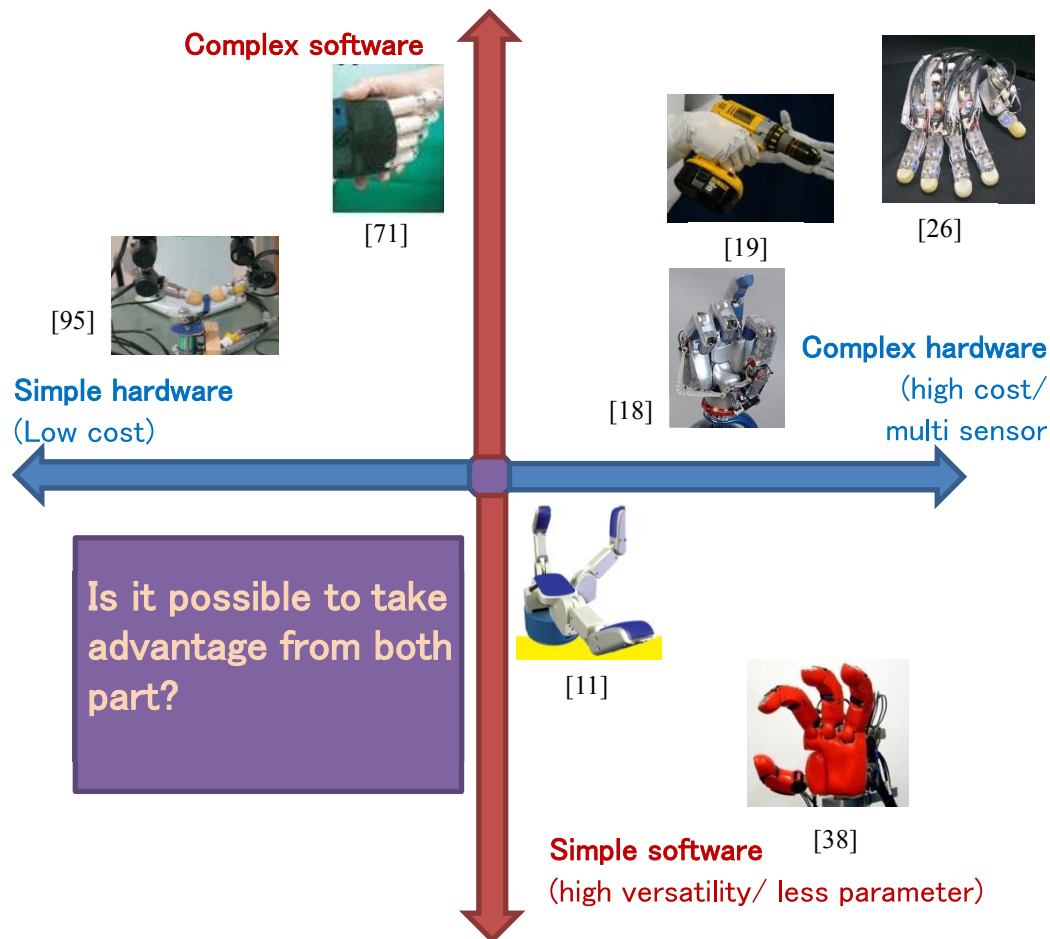 Complex software
[71]
[19]
[26]
[95]
Complex hardware
(high cost/
multi sensor
Simple hardware
(Low cost)
[18]
Is it possible to take
advantage from both
part?
[11]
[38]
Simple software
(high versatility/ less parameter)